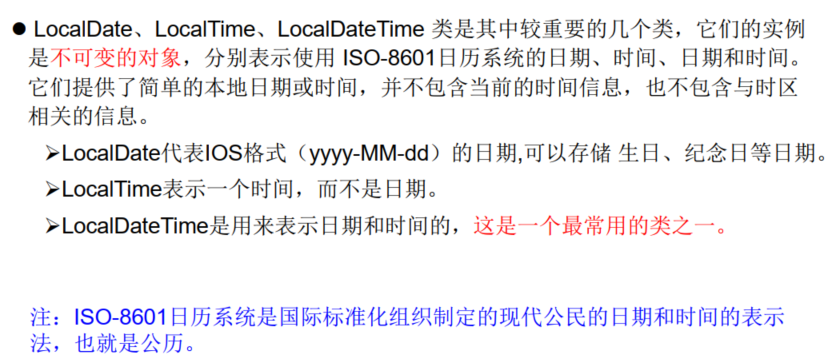 ● LocalDate、LocalTime、LocalDateTime 类是其中较重要的几个类，它们的实例
是不可变的对象，分别表示使用 ISO-8601日历系统的日期、时间、日期和时间。
它们提供了简单的本地日期或时间，并不包含当前的时间信息，也不包含与时区
相关的信息。
➢LocalDate代表IOS格式（yyyy-MM-dd）的日期,可以存储 生日、纪念日等日期。
➢LocalTime表示一个时间，而不是日期。
➢LocalDateTime是用来表示日期和时间的，这是一个最常用的类之一。
注：ISO-8601日历系统是国际标准化组织制定的现代公民的日期和时间的表示
法，也就是公历。